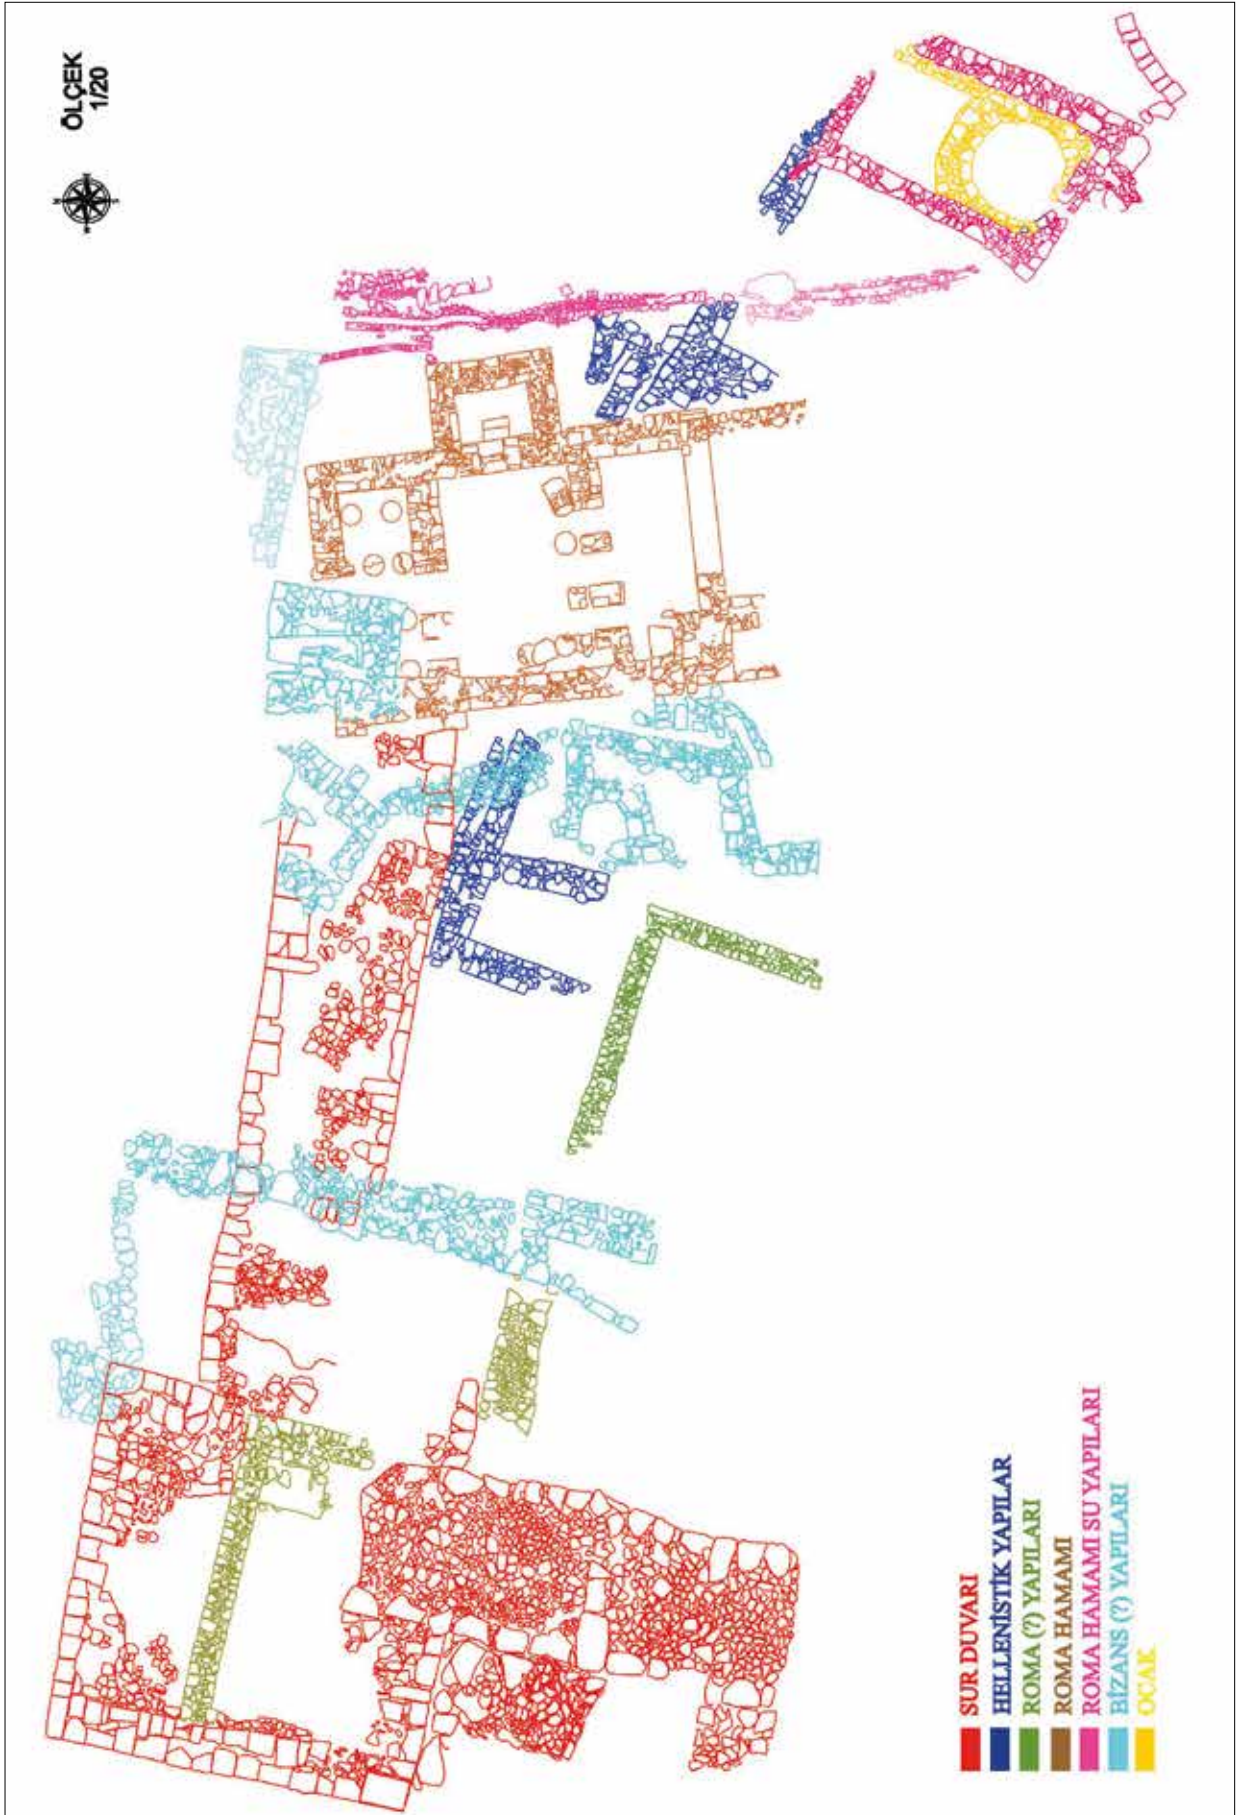 ÖLÇEK
1/20
SUR DUVARI
HELLENİSTİK YAPILAR
ROMA (?) YAPILARI
ROMA HAMAMI
ROMA HAMAMI SU YAPILARI
BİZANS (?) YAPILARI
OCAK